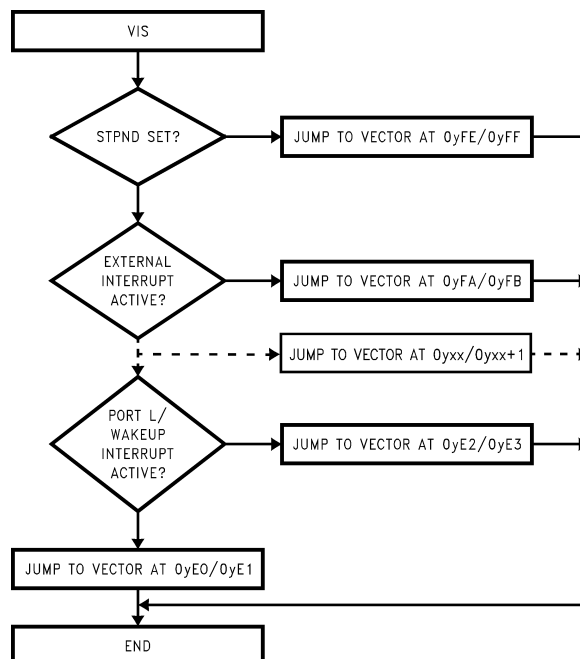 VIS
STPND SET?
JUMP TO VECTOR AT 0yFE/0yFF
EXTERNAL
INTERRUPT
ACTIVE?
JUMP TO VECTOR AT 0yFA/0yFB
JUMP TO VECTOR AT 0yxx/0yxx+1
PORT L/
WAKEUP
INTERRUPT
ACTIVE?
JUMP TO VECTOR AT 0yE2/0yE3
JUMP TO VECTOR AT 0yE0/0yE1
END